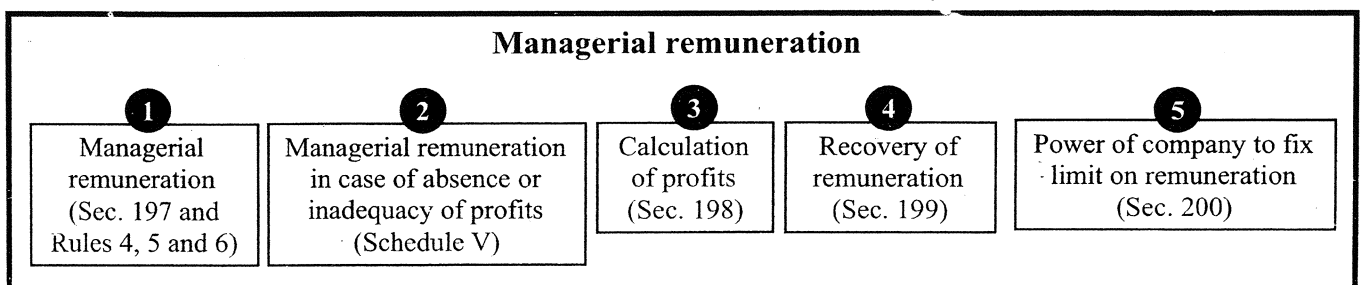 Managerial remuneration
1
Managerial
remuneration
(Sec. 197 and
Rules 4, 5 and 6)
2
Managerial remuneration
in case of absence or
inadequacy of profits
(Schedule V)
3
Calculation
of profits
(Sec. 198)
4
Recovery of
remuneration
(Sec. 199)
5
Power of company to fix
limit on remuneration
(Sec. 200)